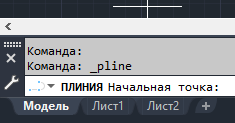 Команда:
Команда: _pline
ПЛИНИЯ Начальная точка:
Модель Лист1 Лист2 +